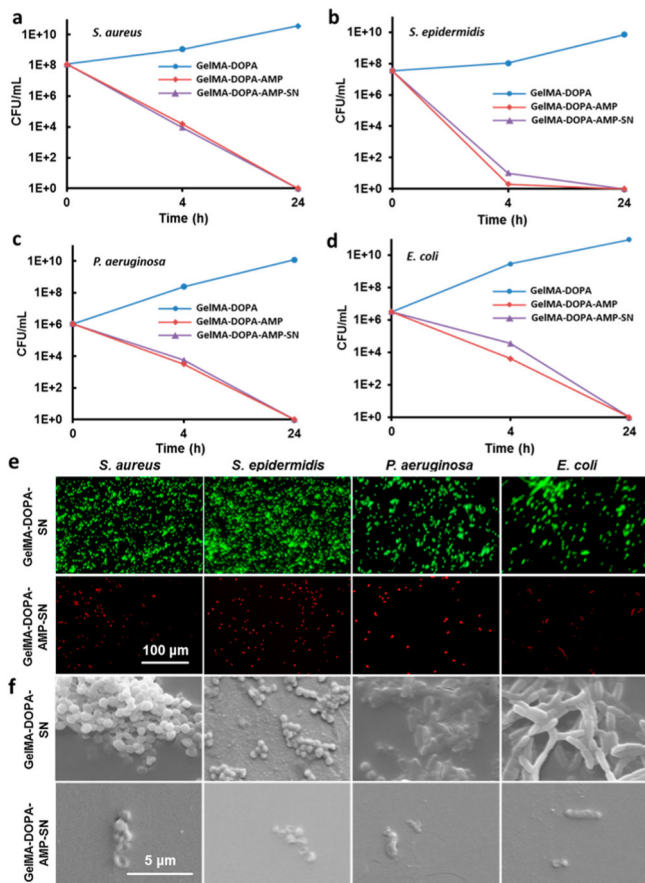 a
S. aureus
1E+10
1E+8
1E+6
1E+4
1E+2
1E+0
CFU/mL
GelMA-DOPA
GelMA-DOPA-AMP
GelMA-DOPA-AMP-SN
0 4 24
Time (h)
b
S. epidermidis
1E+10
1E+8
1E+6
1E+4
1E+2
1E+0
CFU/mL
GelMA-DOPA
GelMA-DOPA-AMP
GelMA-DOPA-AMP-SN
0 4 24
Time (h)
c
P. aeruginosa
1E+10
1E+8
1E+6
1E+4
1E+2
1E+0
CFU/mL
GelMA-DOPA
GelMA-DOPA-AMP
GelMA-DOPA-AMP-SN
0 4 24
Time (h)
d
E. coli
1E+10
1E+8
1E+6
1E+4
1E+2
1E+0
CFU/mL
GelMA-DOPA
GelMA-DOPA-AMP
GelMA-DOPA-AMP-SN
0 4 24
Time (h)
e
S. aureus S. epidermidis P. aeruginosa E. coli
GelMA-DOPA-
SN
GelMA-DOPA-
AMP-SN
100 µm
f
GelMA-DOPA-
SN
GelMA-DOPA-
AMP-SN
5 µm